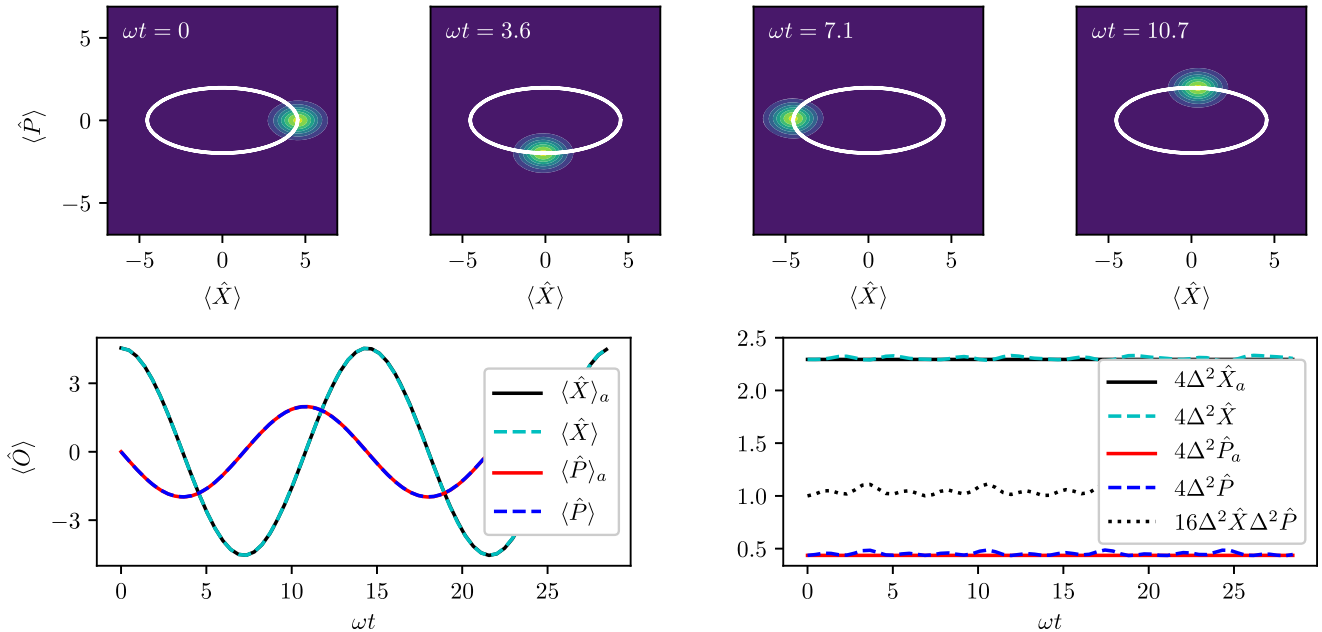 ωt = 0
ωt = 3.6
ωt = 7.1
ωt = 10.7
⟨P̂⟩
5
0
−5
−5 0 5
−5 0 5
−5 0 5
−5 0 5
⟨X̂⟩
⟨X̂⟩
⟨X̂⟩
⟨X̂⟩
⟨Ô⟩
3
0
−3
0 5 10 15 20 25
ωt
⟨X̂⟩ₐ
⟨X̂⟩
⟨P̂⟩ₐ
⟨P̂⟩
2.5
2.0
1.5
1.0
0.5
0 5 10 15 20 25
ωt
4Δ²X̂ₐ
4Δ²X̂
4Δ²P̂ₐ
4Δ²P̂
16Δ²X̂Δ²P̂